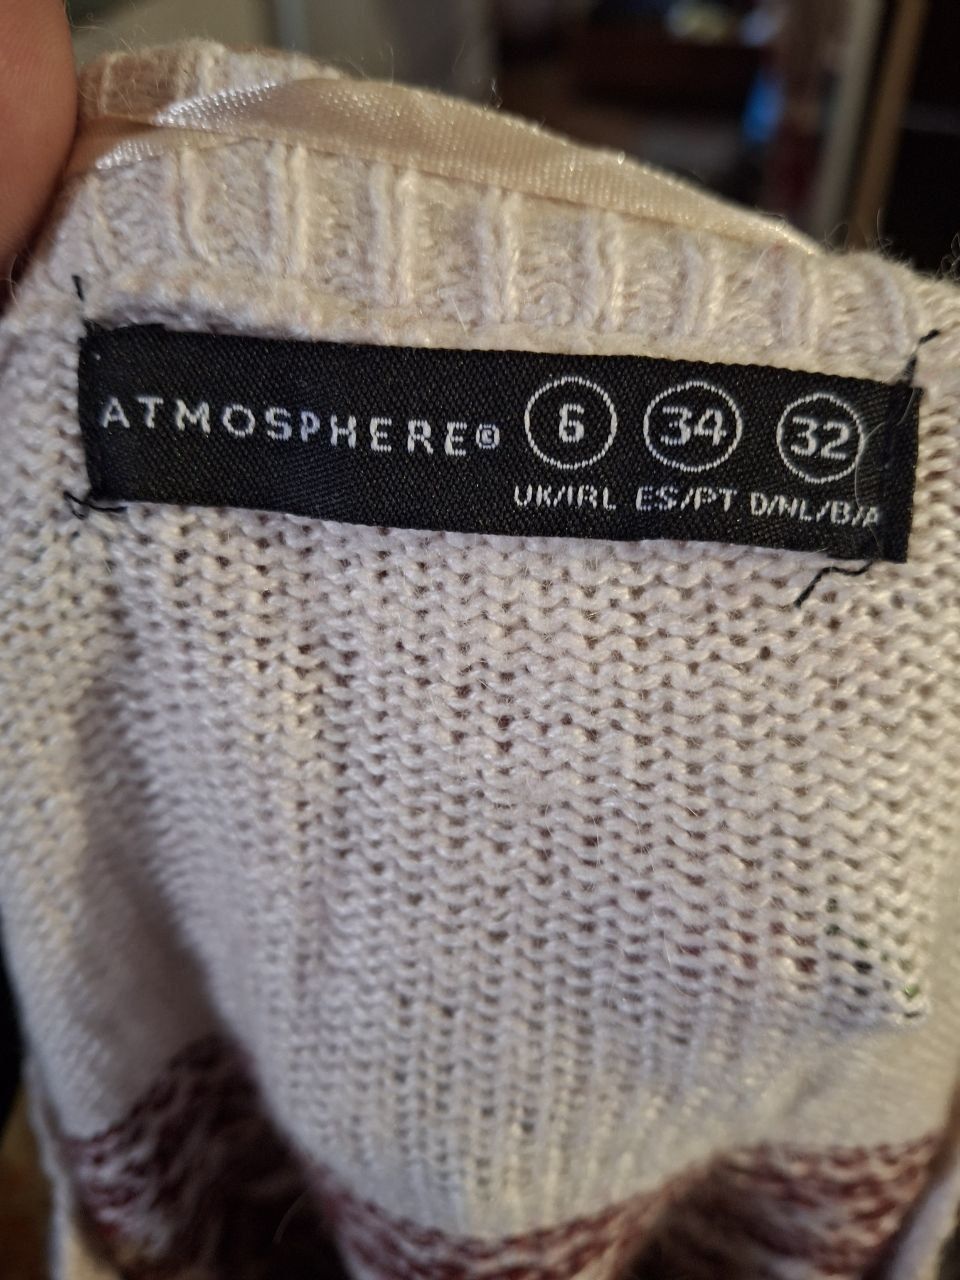 ATMOSPHERE© 6 34 32
UK/IRL ES/PT D/NL/B/A